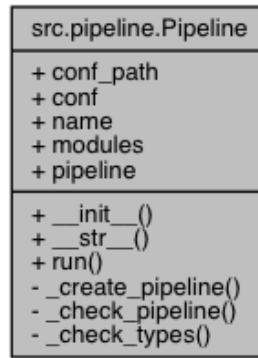 src.pipeline.Pipeline
+ conf_path
+ conf
+ name
+ modules
+ pipeline
+ __init__()
+ __str__()
+ run()
- _create_pipeline()
- _check_pipeline()
- _check_types()